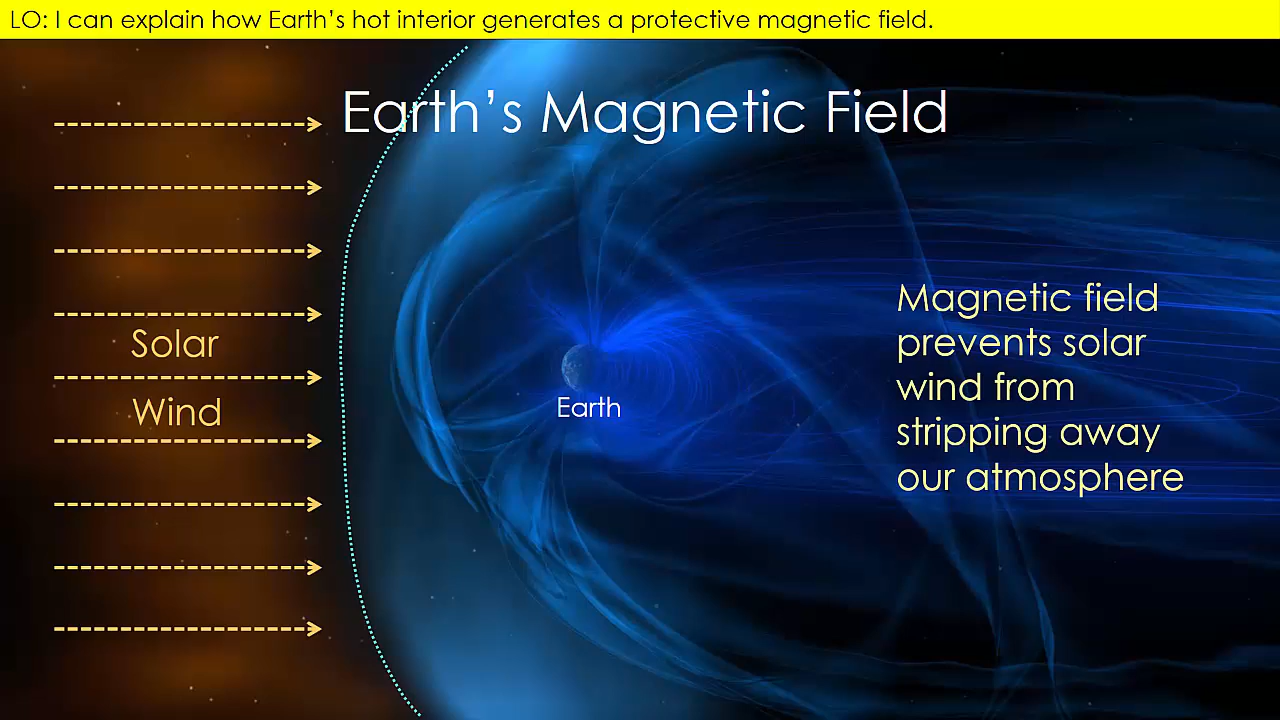 LO: I can explain how Earth’s hot interior generates a protective magnetic field.
Earth’s Magnetic Field
Solar
Wind
Earth
Magnetic field
prevents solar
wind from
stripping away
our atmosphere